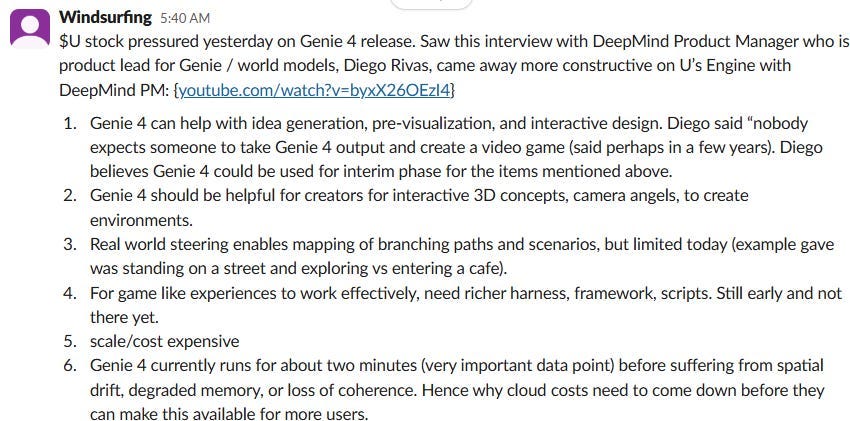 Windsurfing 5:40 AM
$U stock pressured yesterday on Genie 4 release. Saw this interview with DeepMind Product Manager who is
product lead for Genie / world models, Diego Rivas, came away more constructive on U's Engine with
DeepMind PM: {youtube.com/watch?v=byxX26OEzI4}
1. Genie 4 can help with idea generation, pre-visualization, and interactive design. Diego said “nobody
expects someone to take Genie 4 output and create a video game (said perhaps in a few years). Diego
believes Genie 4 could be used for interim phase for the items mentioned above.
2. Genie 4 should be helpful for creators for interactive 3D concepts, camera angels, to create
environments.
3. Real world steering enables mapping of branching paths and scenarios, but limited today (example gave
was standing on a street and exploring vs entering a cafe).
4. For game like experiences to work effectively, need richer harness, framework, scripts. Still early and not
there yet.
5. scale/cost expensive
6. Genie 4 currently runs for about two minutes (very important data point) before suffering from spatial
drift, degraded memory, or loss of coherence. Hence why cloud costs need to come down before they
can make this available for more users.